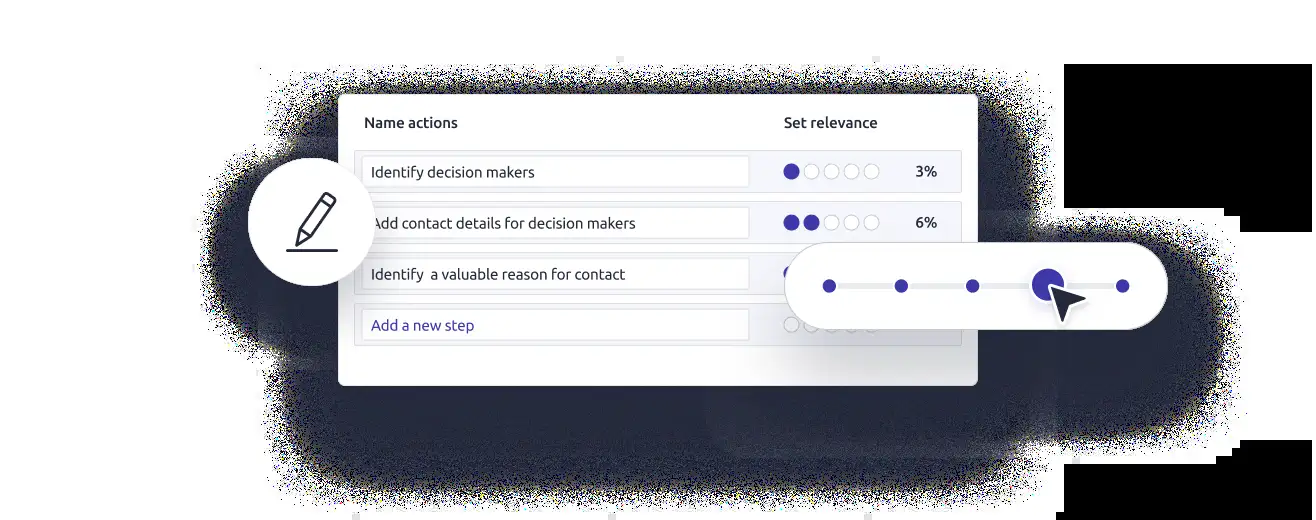 Name actions Set relevance
Identify decision makers 3%
Add contact details for decision makers 6%
Identify  a valuable reason for contact
Add a new step